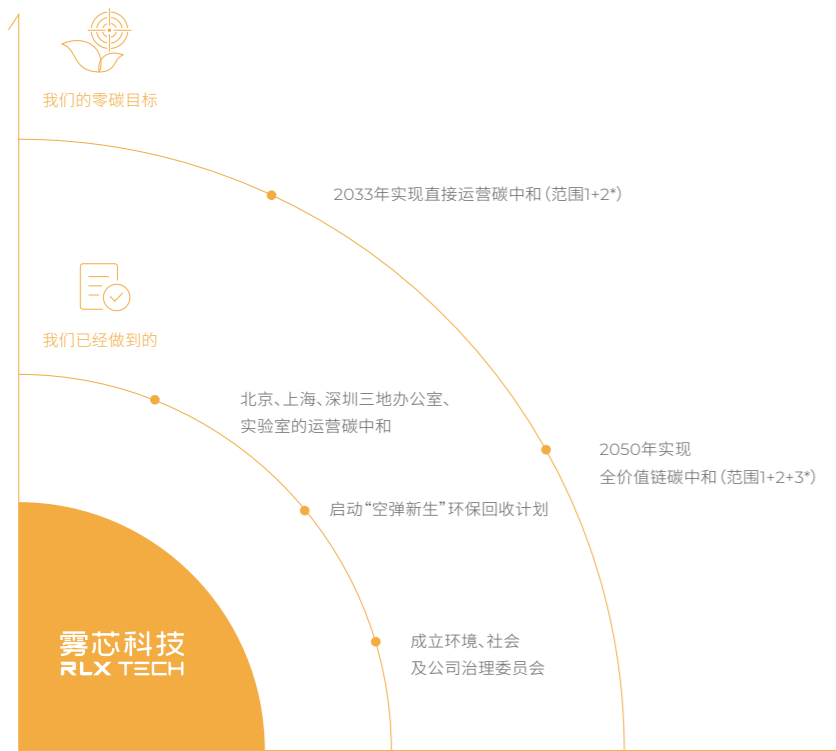 我们的零碳目标
2033年实现直接运营碳中和(范围1+2*)
我们已经做到的
北京、上海、深圳三地办公室、
实验室的运营碳中和
2050年实现
全价值链碳中和(范围1+2+3*)
启动“空弹新生”环保回收计划
成立环境、社会
及公司治理委员会
雾芯科技
RLX TECH